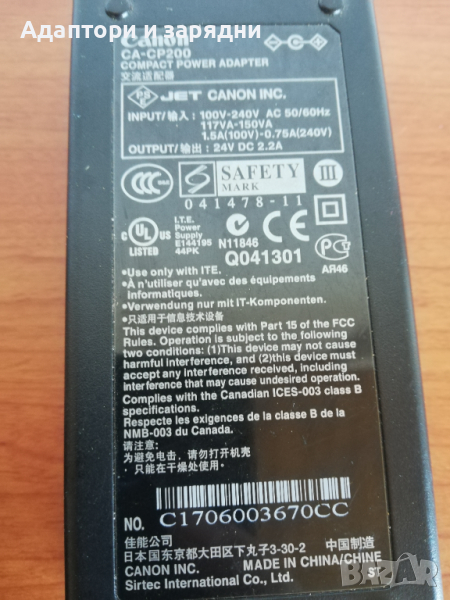 Адаптори и зарядни
Canon
CA-CP200
COMPACT POWER ADAPTER
交流适配器
PS E JET CANON INC.
INPUT/输入: 100V-240V AC 50/60Hz
117VA-150VA
1.5A(100V)-0.75A(240V)
OUTPUT/输出: 24V DC 2.2A
CCC
S SAFETY MARK
III
041478-11
C UL US LISTED
I.T.E.
Power
Supply
E144195
44PK
N11846
Q041301
АЯ46
•Use only with ITE.
•À n'utiliser qu'avec des équipements
informatiques.
•Verwendung nur mit IT-Komponenten.
•只适用于信息技术设备
This device complies with Part 15 of the FCC
Rules. Operation is subject to the following
two conditions: (1)This device may not cause
harmful interference, and (2)this device must
accept any Interference received, including
interference that may cause undesired operation.
Complies with the Canadian ICES-003 class B
specifications.
Respecte les exigences de la classe B de la
NMB-003 du Canada.
请注意:
为避免电击, 请勿打开机壳
. 只能在干燥处使用.
NO. C1706003670CC
佳能公司
日本国东京都大田区下丸子3-30-2 中国制造
CANON INC. MADE IN CHINA/CHINE
Sirtec International Co., Ltd. ST
BAZAR